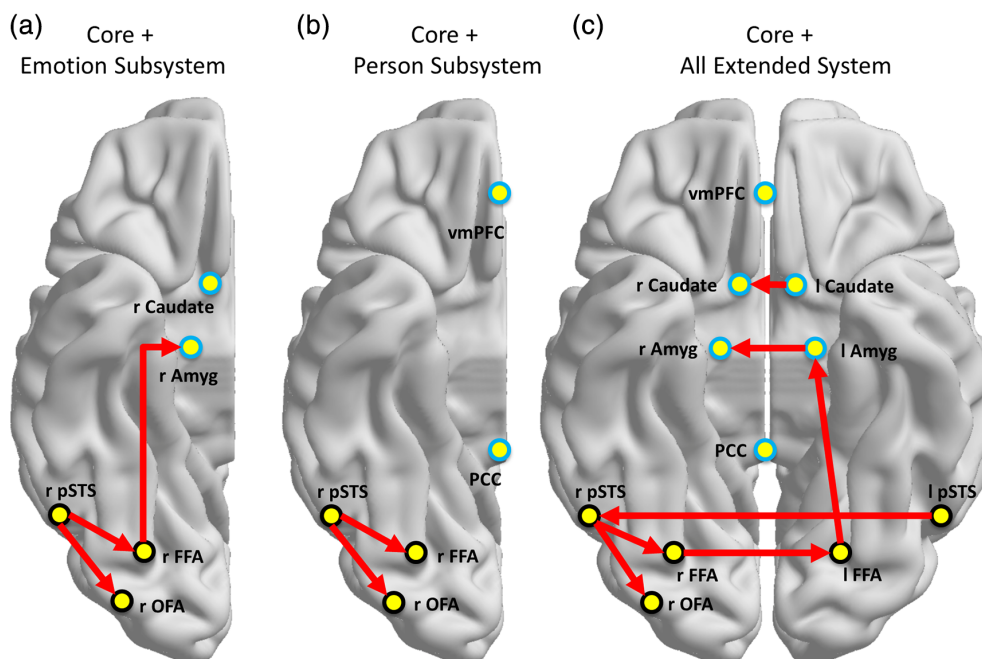 (a)
Core +
Emotion Subsystem
r Caudate
r Amyg
r pSTS
r FFA
r OFA
(b)
Core +
Person Subsystem
vmPFC
PCC
r pSTS
r FFA
r OFA
(c)
Core +
All Extended System
vmPFC
r Caudate
l Caudate
r Amyg
l Amyg
PCC
r pSTS
l pSTS
r FFA
l FFA
r OFA